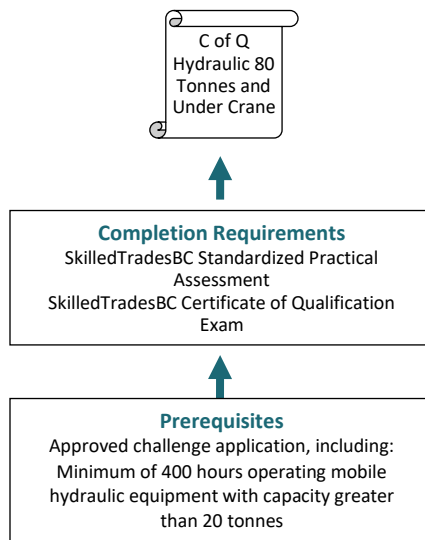 C of Q
Hydraulic 80
Tonnes and
Under Crane
Completion Requirements
SkilledTradesBC Standardized Practical
Assessment
SkilledTradesBC Certificate of Qualification
Exam
Prerequisites
Approved challenge application, including:
Minimum of 400 hours operating mobile
hydraulic equipment with capacity greater
than 20 tonnes